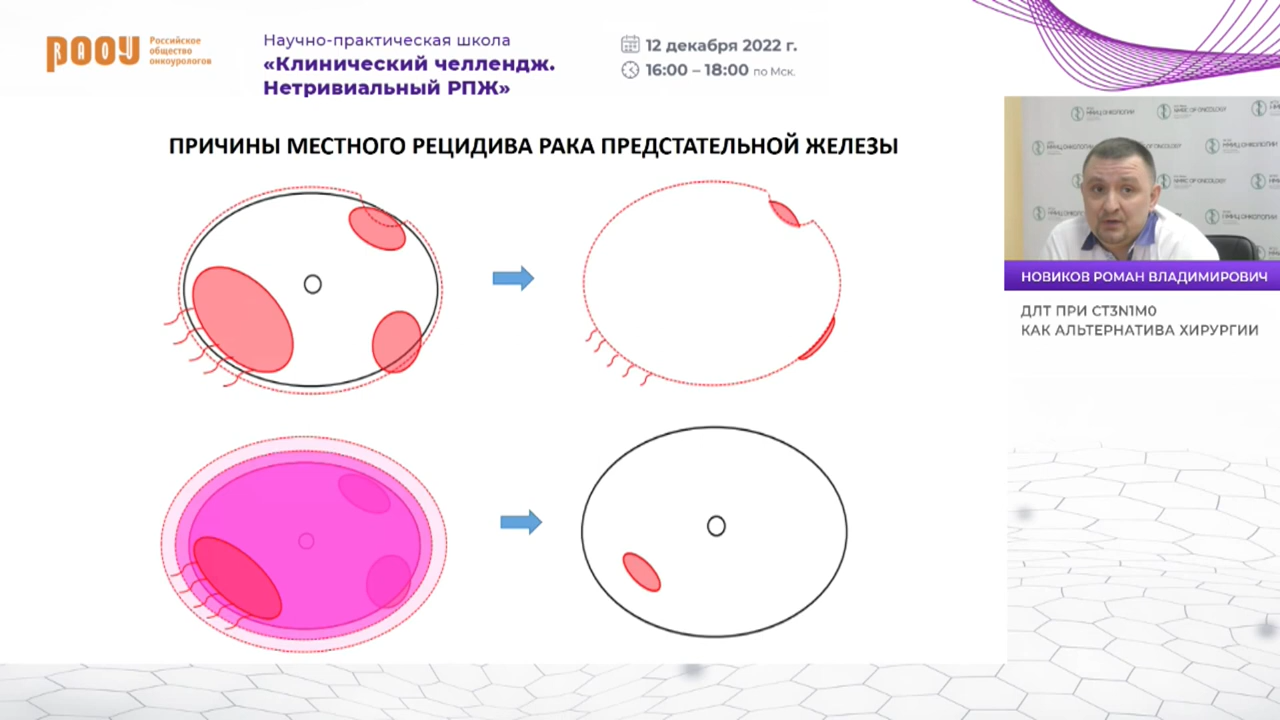 РАОУ
Российское
общество
онкоурологов
Научно-практическая школа
«Клинический челлендж.
Нетривиальный РПЖ»
12 декабря 2022 г.
16:00 – 18:00 по Мск.
ПРИЧИНЫ МЕСТНОГО РЕЦИДИВА РАКА ПРЕДСТАТЕЛЬНОЙ ЖЕЛЕЗЫ
НОВИКОВ РОМАН ВЛАДИМИРОВИЧ
ДЛТ ПРИ CT3N1M0
КАК АЛЬТЕРНАТИВА ХИРУРГИИ